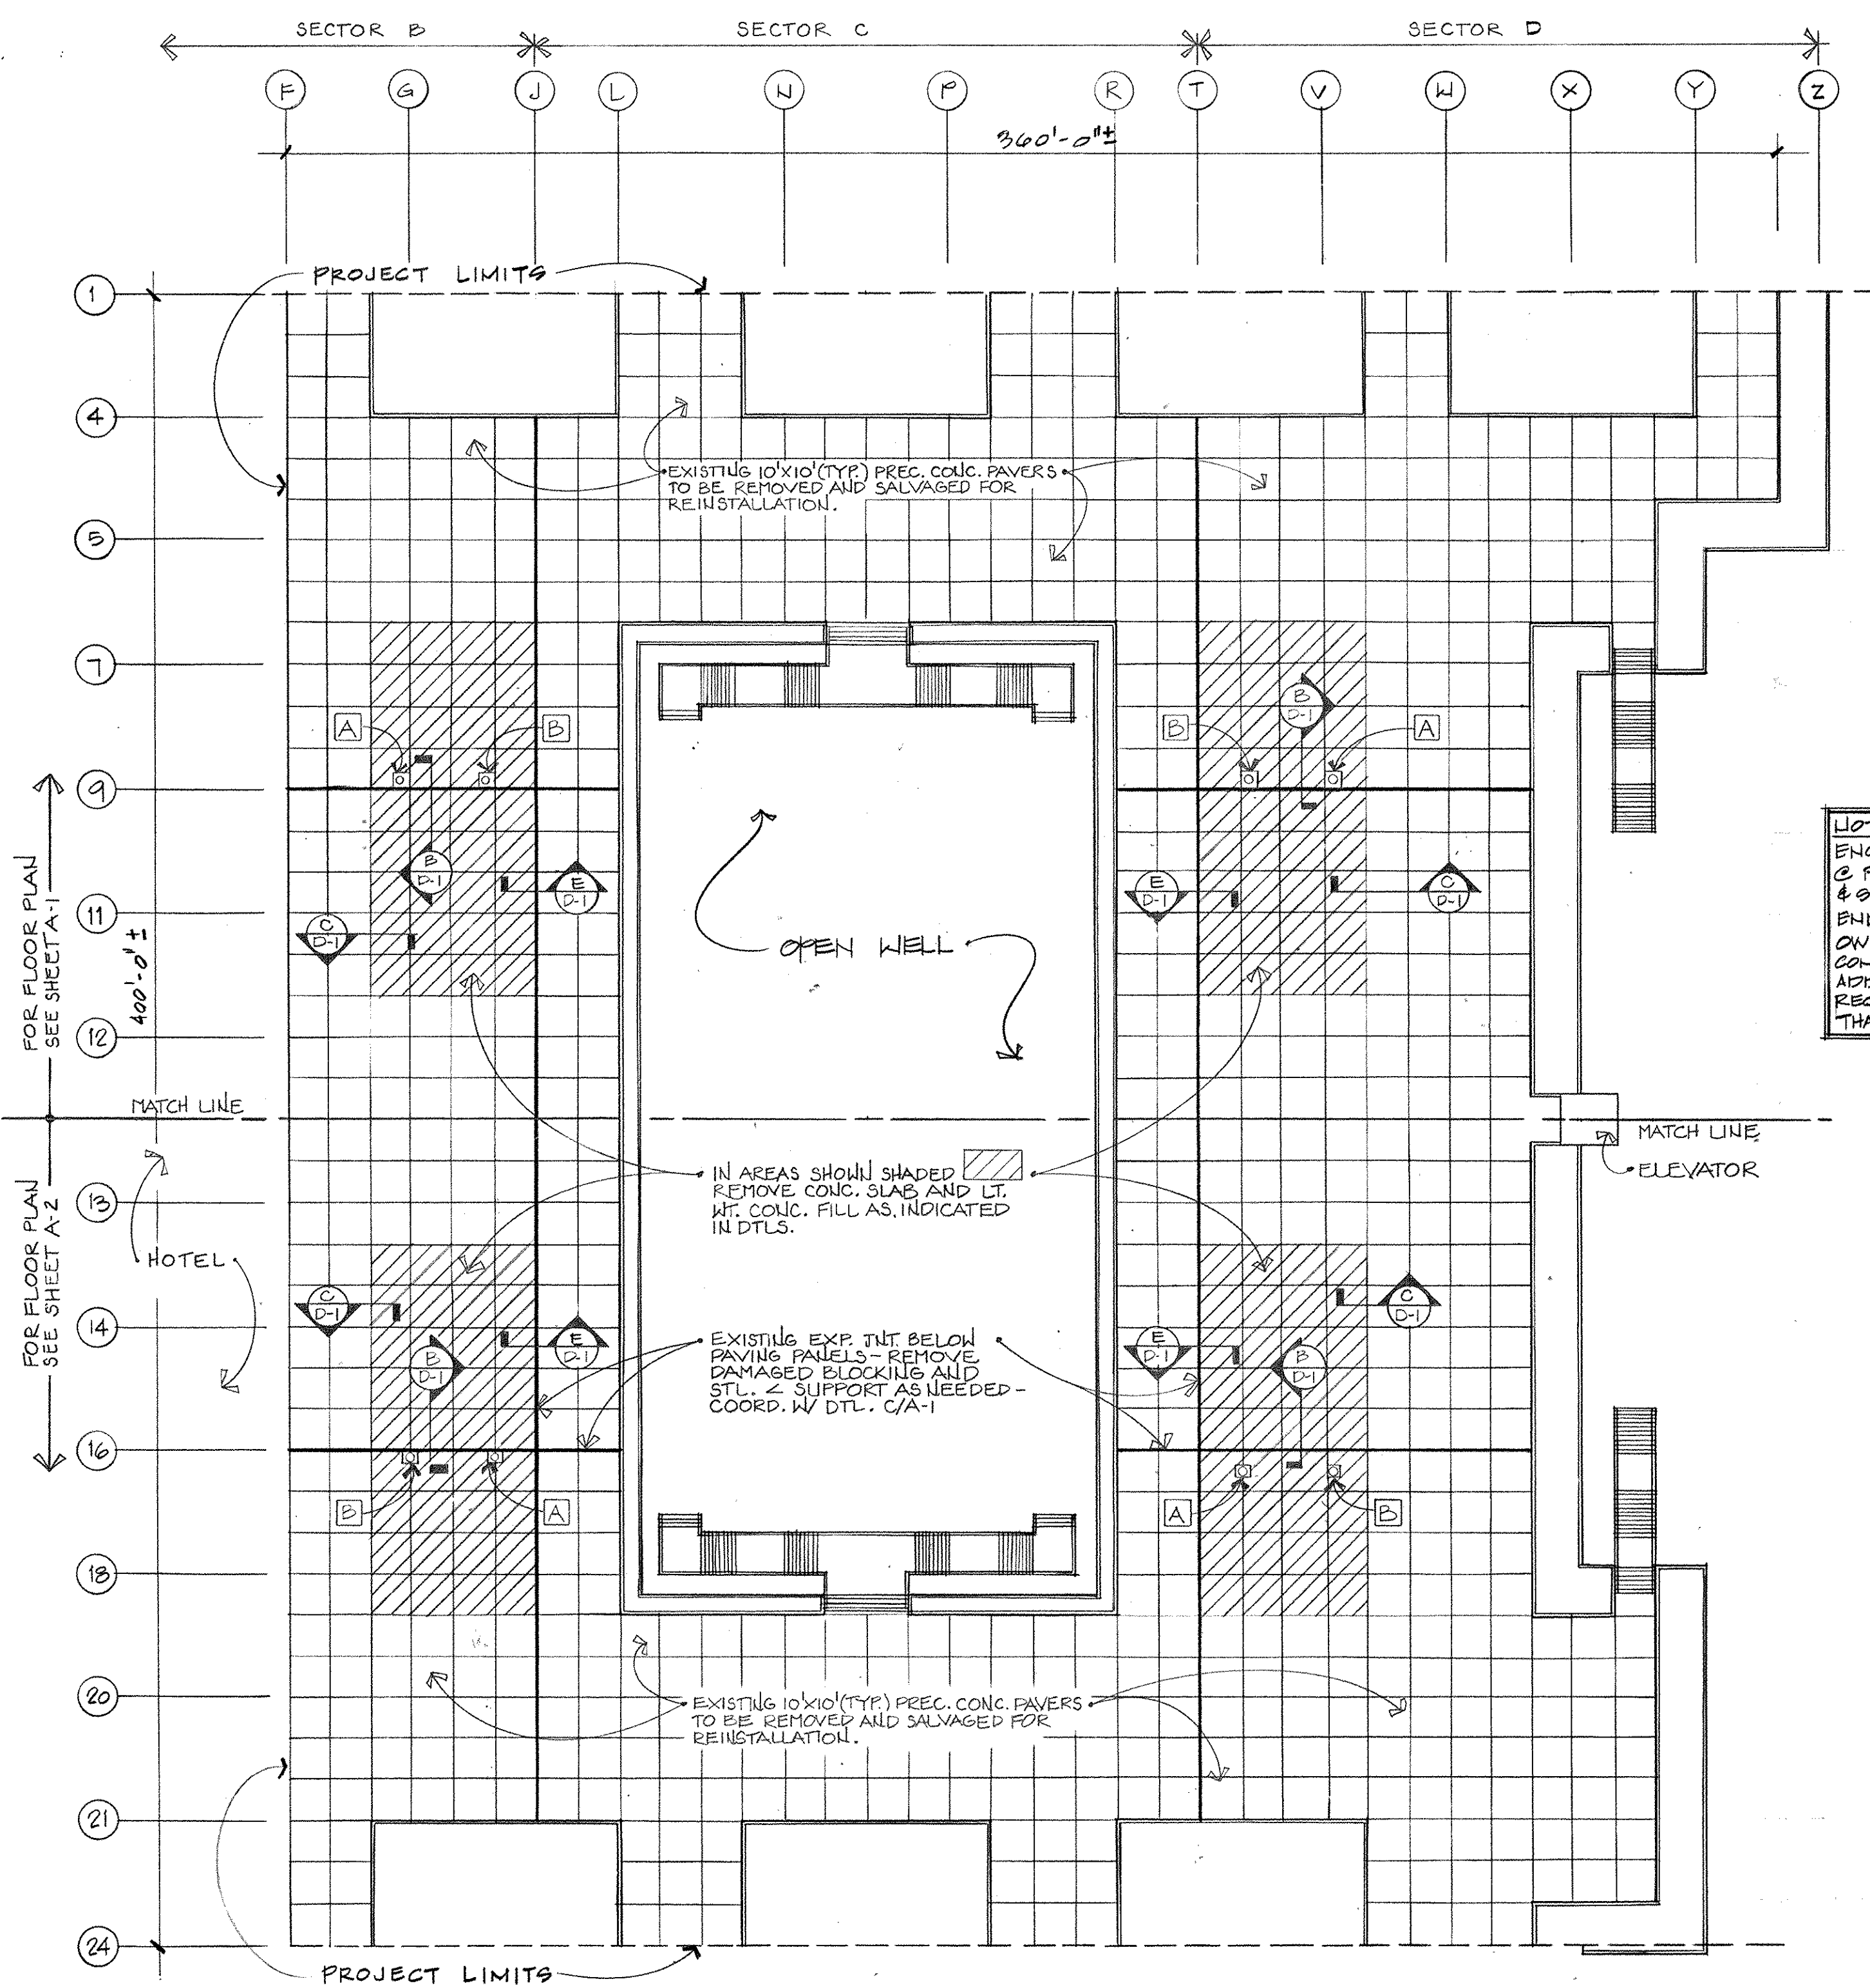 SECTOR B
SECTOR C
SECTOR D
F
G
J
L
N
P
R
T
V
W
X
Y
Z
360'-0"±
PROJECT LIMITS
1
4
EXISTING 10'X10'(TYP.) PREC. CONC. PAVERS
TO BE REMOVED AND SALVAGED FOR
REINSTALLATION.
5
7
B
D-1
A
B
B
A
9
B
D-1
E
D-1
E
D-1
C
D-1
11
C
D-1
OPEN WELL
FOR FLOOR PLAN
SEE SHEET A-1
400'-0"±
12
MATCH LINE
MATCH LINE
ELEVATOR
IN AREAS SHOWN SHADED
REMOVE CONC. SLAB AND LT.
WT. CONC. FILL AS INDICATED
IN DTLS.
13
FOR FLOOR PLAN
SEE SHEET A-2
HOTEL
C
D-1
C
D-1
14
E
D-1
E
D-1
B
D-1
B
D-1
EXISTING EXP. JNT. BELOW
PAVING PANELS - REMOVE
DAMAGED BLOCKING AND
STL. ∠ SUPPORT AS NEEDED -
COORD. W/ DTL. C/A-1
16
B
A
A
B
18
20
EXISTING 10'X10'(TYP.) PREC. CONC. PAVERS
TO BE REMOVED AND SALVAGED FOR
REINSTALLATION.
21
24
PROJECT LIMITS